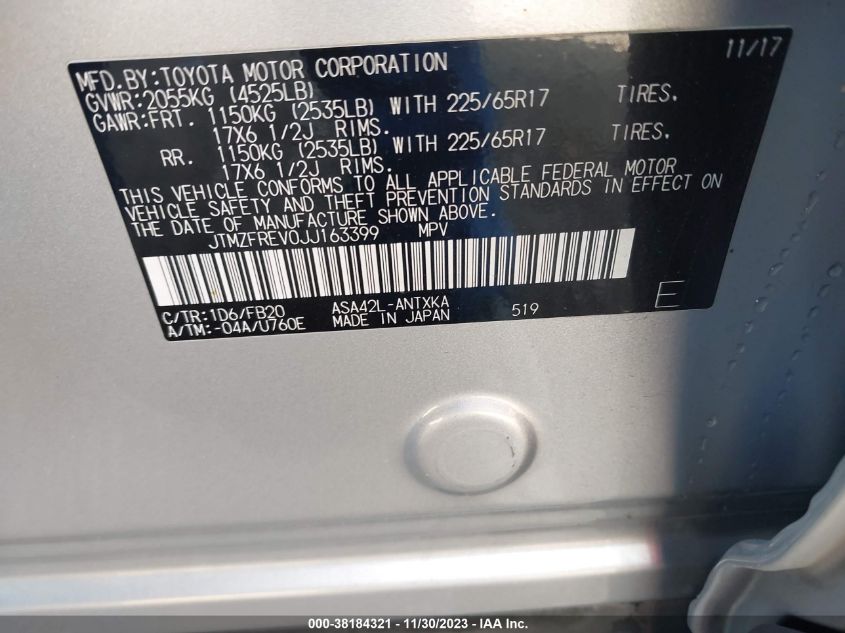 11/17
MFD.BY:TOYOTA MOTOR CORPORATION
GVWR:2055KG (4525LB)
GAWR:FRT. 1150KG (2535LB) WITH 225/65R17 TIRES.
17X6 1/2J RIMS.
RR. 1150KG (2535LB) WITH 225/65R17 TIRES.
17X6 1/2J RIMS.
THIS VEHICLE CONFORMS TO ALL APPLICABLE FEDERAL MOTOR
VEHICLE SAFETY AND THEFT PREVENTION STANDARDS IN EFFECT ON
THE DATE OF MANUFACTURE SHOWN ABOVE.
JTMZFREV0JJ163399 MPV
C/TR:1D6/FB20 ASA42L-ANTXKA 519 E
A/TM:-04A/U760E MADE IN JAPAN
000-38184321 - 11/30/2023 - IAA Inc.